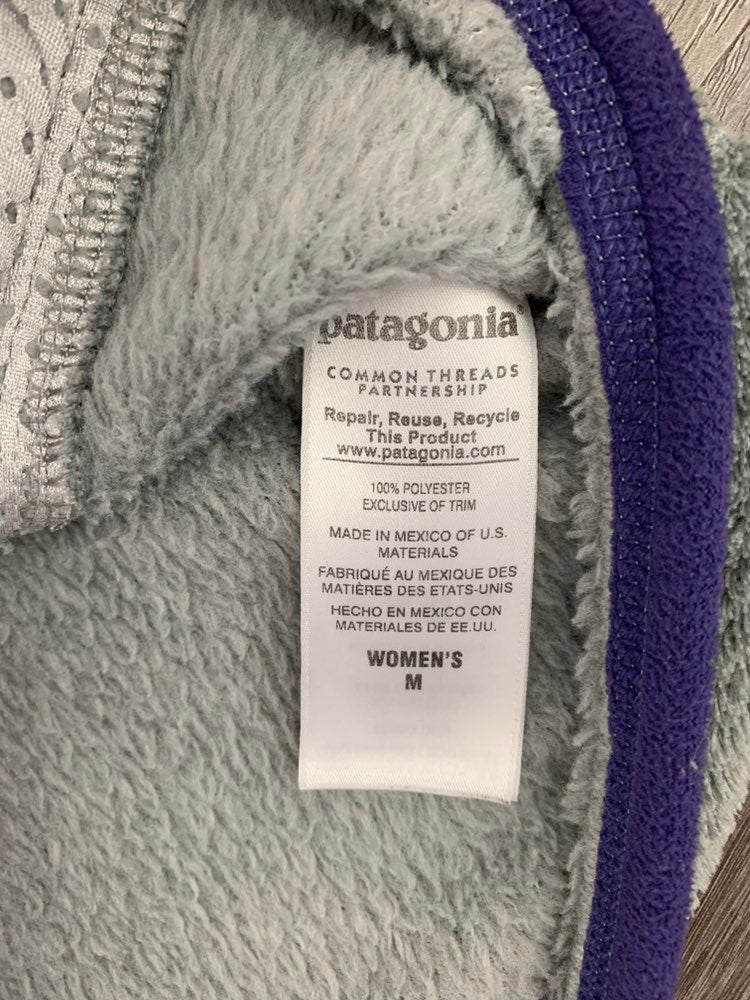 patagonia®
COMMON THREADS
PARTNERSHIP
Repair, Reuse, Recycle
This Product
www.patagonia.com
100% POLYESTER
EXCLUSIVE OF TRIM
MADE IN MEXICO OF U.S.
MATERIALS
FABRIQUÉ AU MEXIQUE DES
MATIÈRES DES ETATS-UNIS
HECHO EN MEXICO CON
MATERIALES DE EE.UU.
WOMEN'S
M